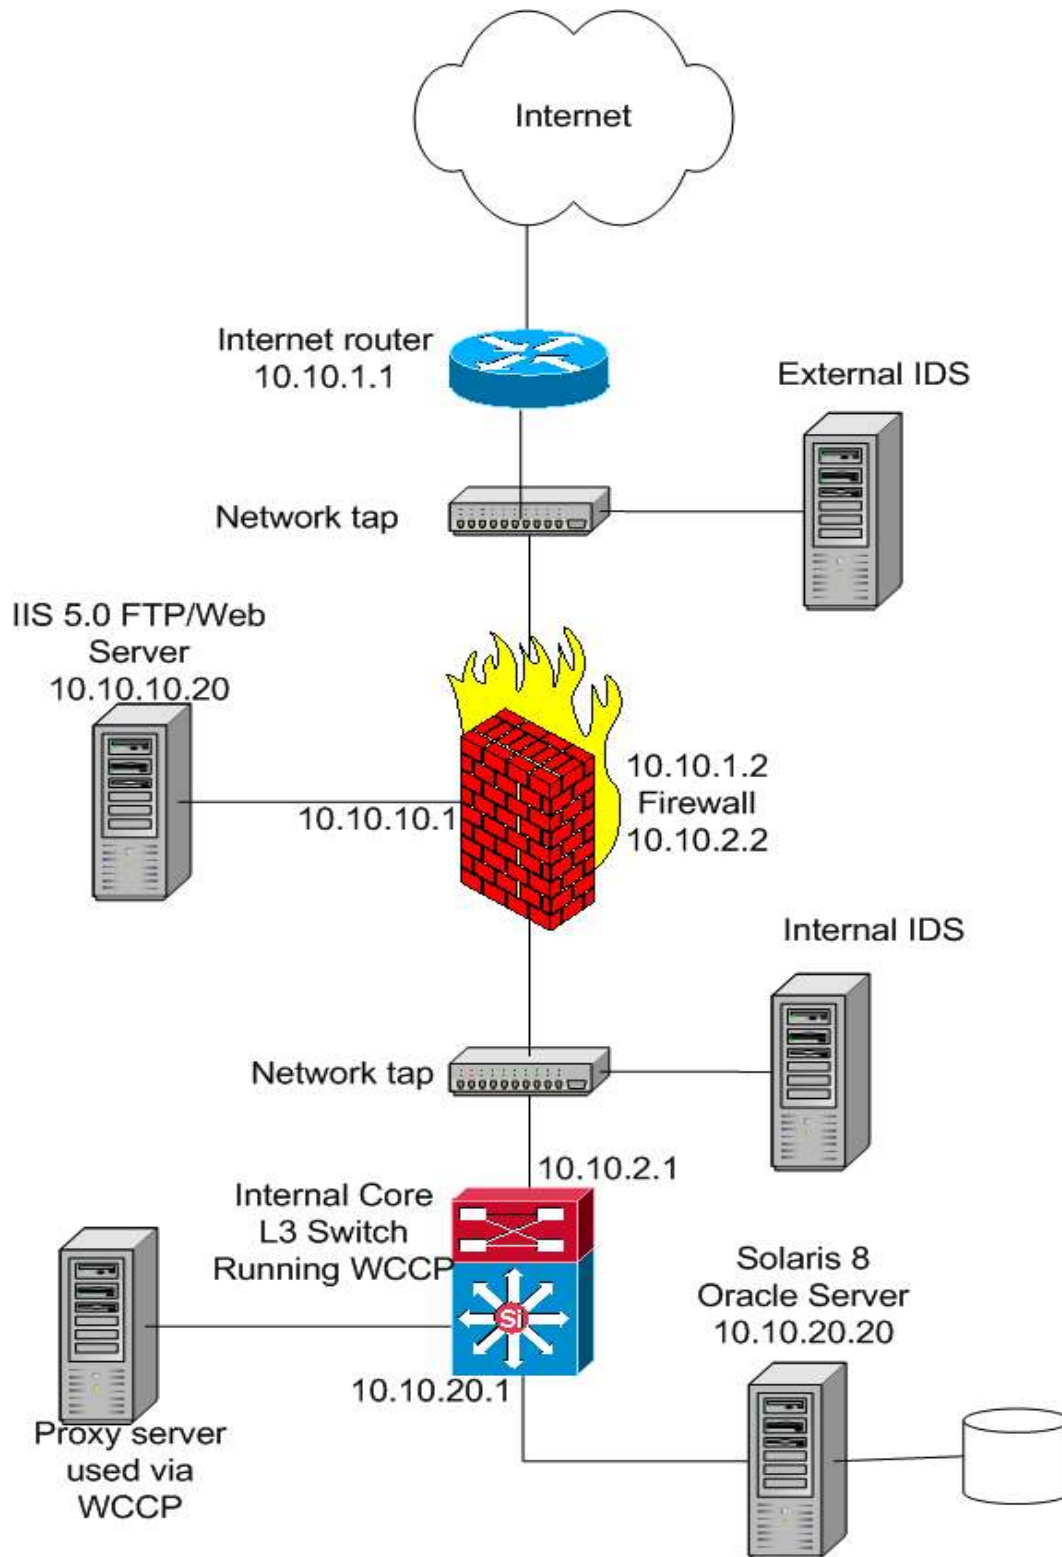 Internet
Internet router
10.10.1.1
External IDS
Network tap
IIS 5.0 FTP/Web
Server
10.10.10.20
10.10.10.1
10.10.1.2
Firewall
10.10.2.2
Internal IDS
Network tap
10.10.2.1
Internal Core
L3 Switch
Running WCCP
Si
Solaris 8
Oracle Server
10.10.20.20
10.10.20.1
Proxy server
used via
WCCP